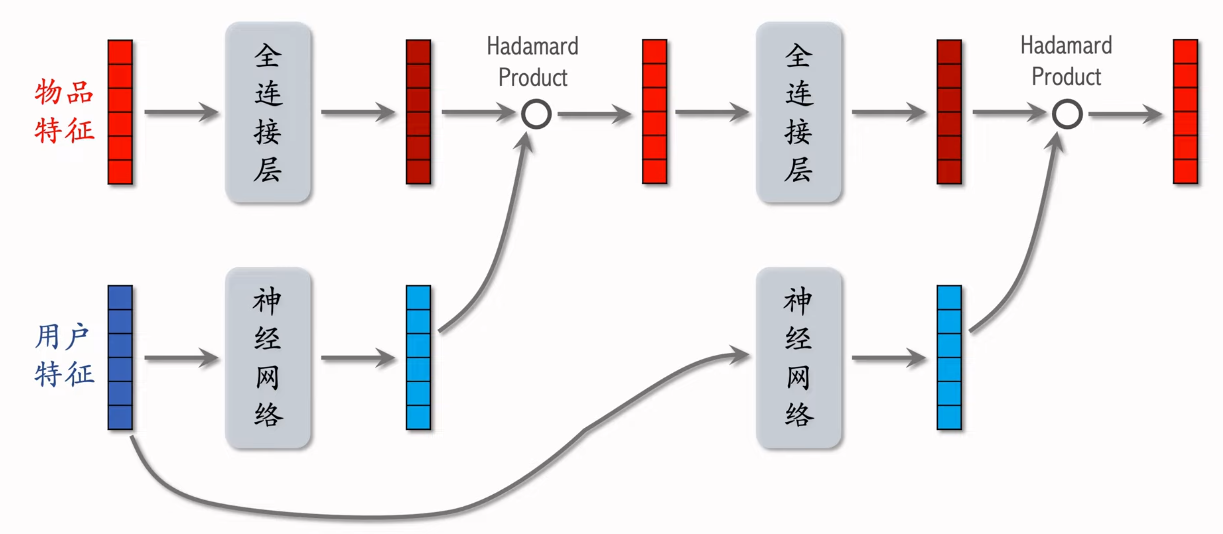 物品
特征
全连接层
Hadamard
Product
全连接层
Hadamard
Product
用户
特征
神经网络
神经网络